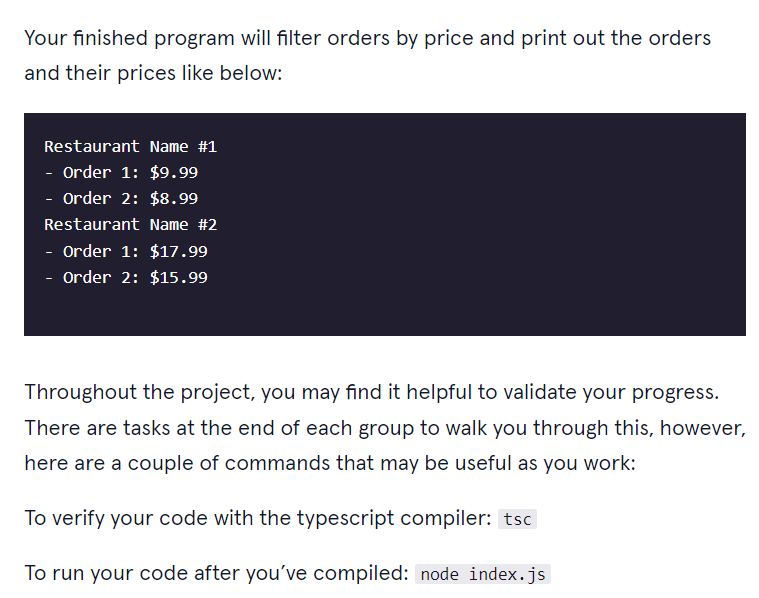 Your finished program will filter orders by price and print out the orders
and their prices like below:
Restaurant Name #1
- Order 1: $9.99
- Order 2: $8.99
Restaurant Name #2
- Order 1: $17.99
- Order 2: $15.99
Throughout the project, you may find it helpful to validate your progress.
There are tasks at the end of each group to walk you through this, however,
here are a couple of commands that may be useful as you work:
To verify your code with the typescript compiler: tsc
To run your code after you’ve compiled: node index.js